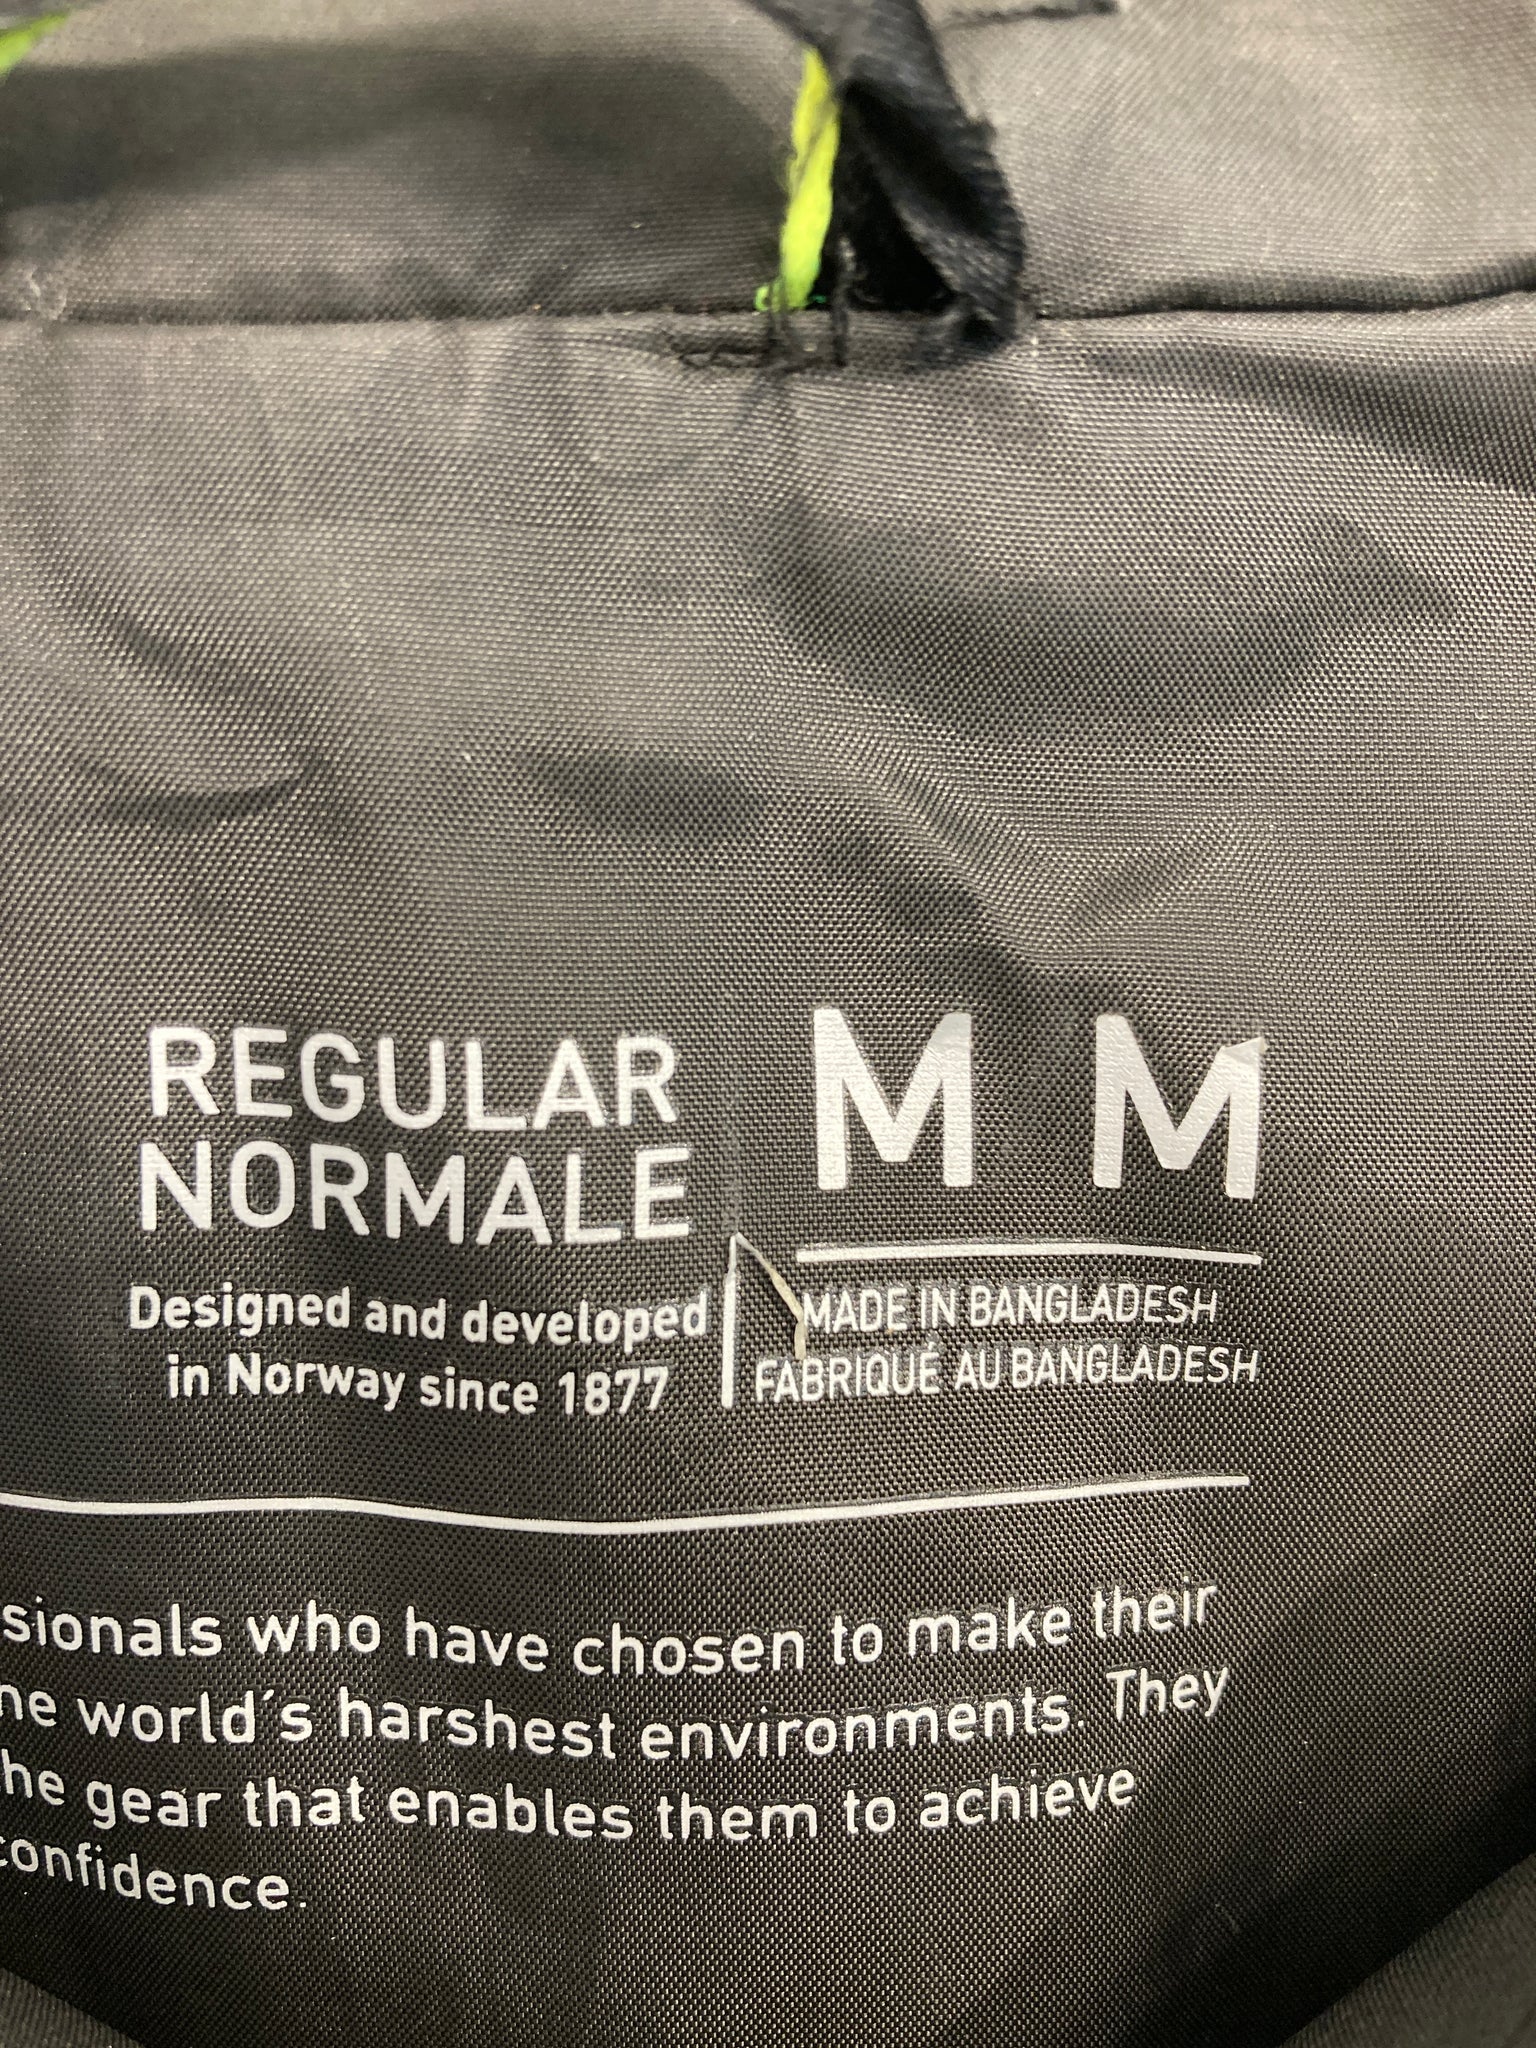 REGULAR
NORMALE
M M
Designed and developed
in Norway since 1877
MADE IN BANGLADESH
FABRIQUÉ AU BANGLADESH
sionals who have chosen to make their
he world´s harshest environments. They
he gear that enables them to achieve
confidence.